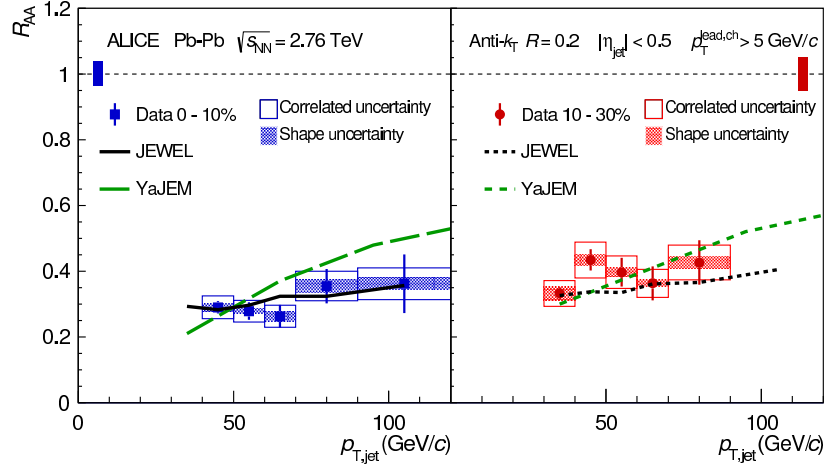 R_AA
1.2
1
0.8
0.6
0.4
0.2
0
ALICE Pb-Pb √s_NN = 2.76 TeV
Data 0 - 10%
Correlated uncertainty
Shape uncertainty
JEWEL
YaJEM
50
100
p_T,jet (GeV/c)
Anti-k_T R = 0.2 |η_jet| < 0.5 p_T^lead,ch > 5 GeV/c
Data 10 - 30%
Correlated uncertainty
Shape uncertainty
JEWEL
YaJEM
0
50
100
p_T,jet (GeV/c)